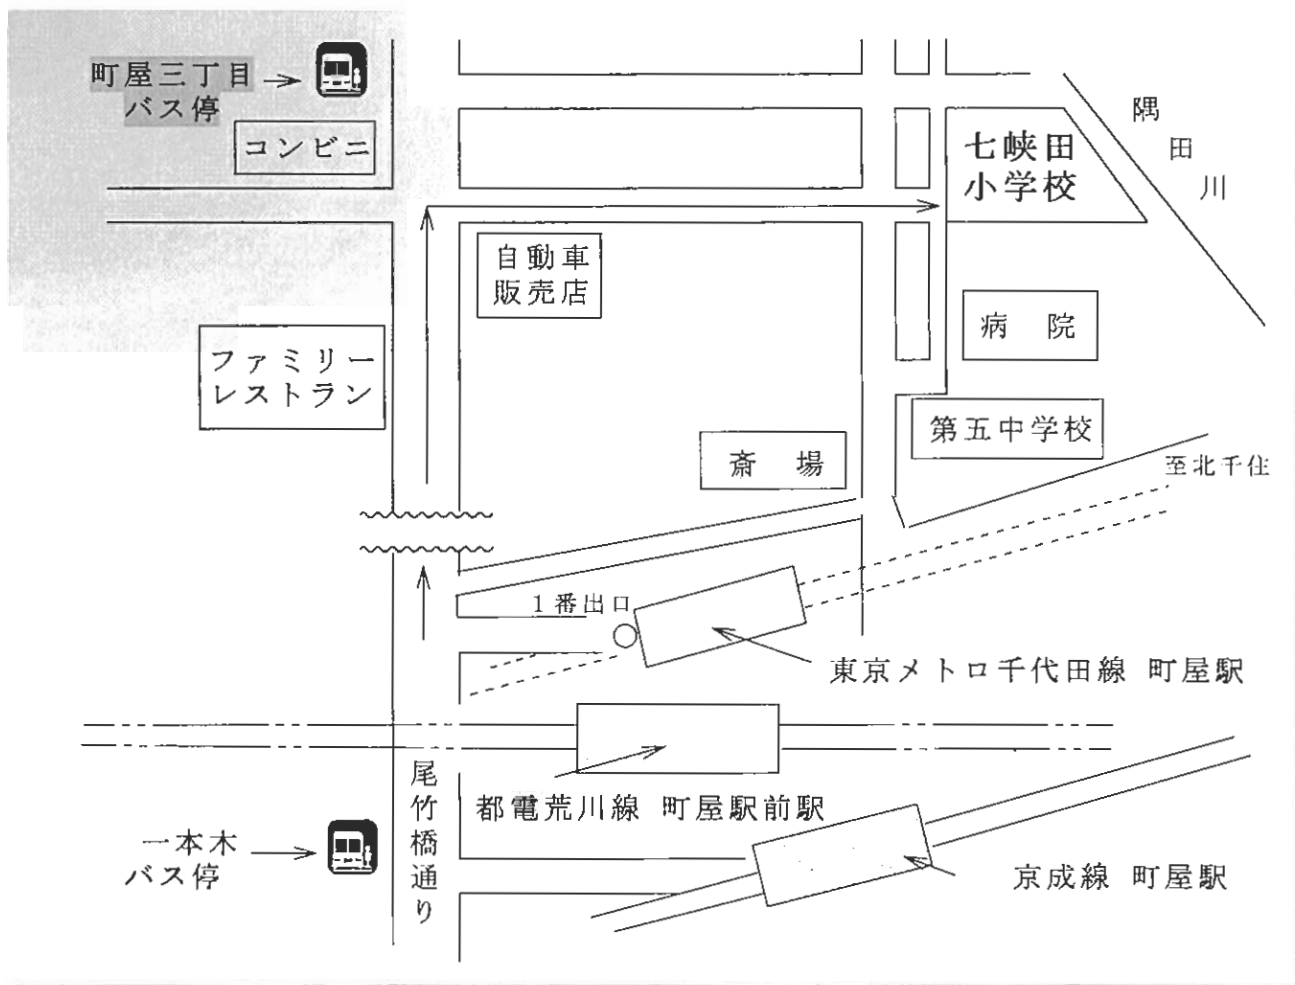 町屋三丁目
バス停
コンビニ
七峡田
小学校
隅田川
自動車
販売店
病院
ファミリー
レストラン
第五中学校
斎場
至北千住
1番出口
東京メトロ千代田線 町屋駅
尾竹橋通り
都電荒川線 町屋駅前駅
一本木
バス停
京成線 町屋駅